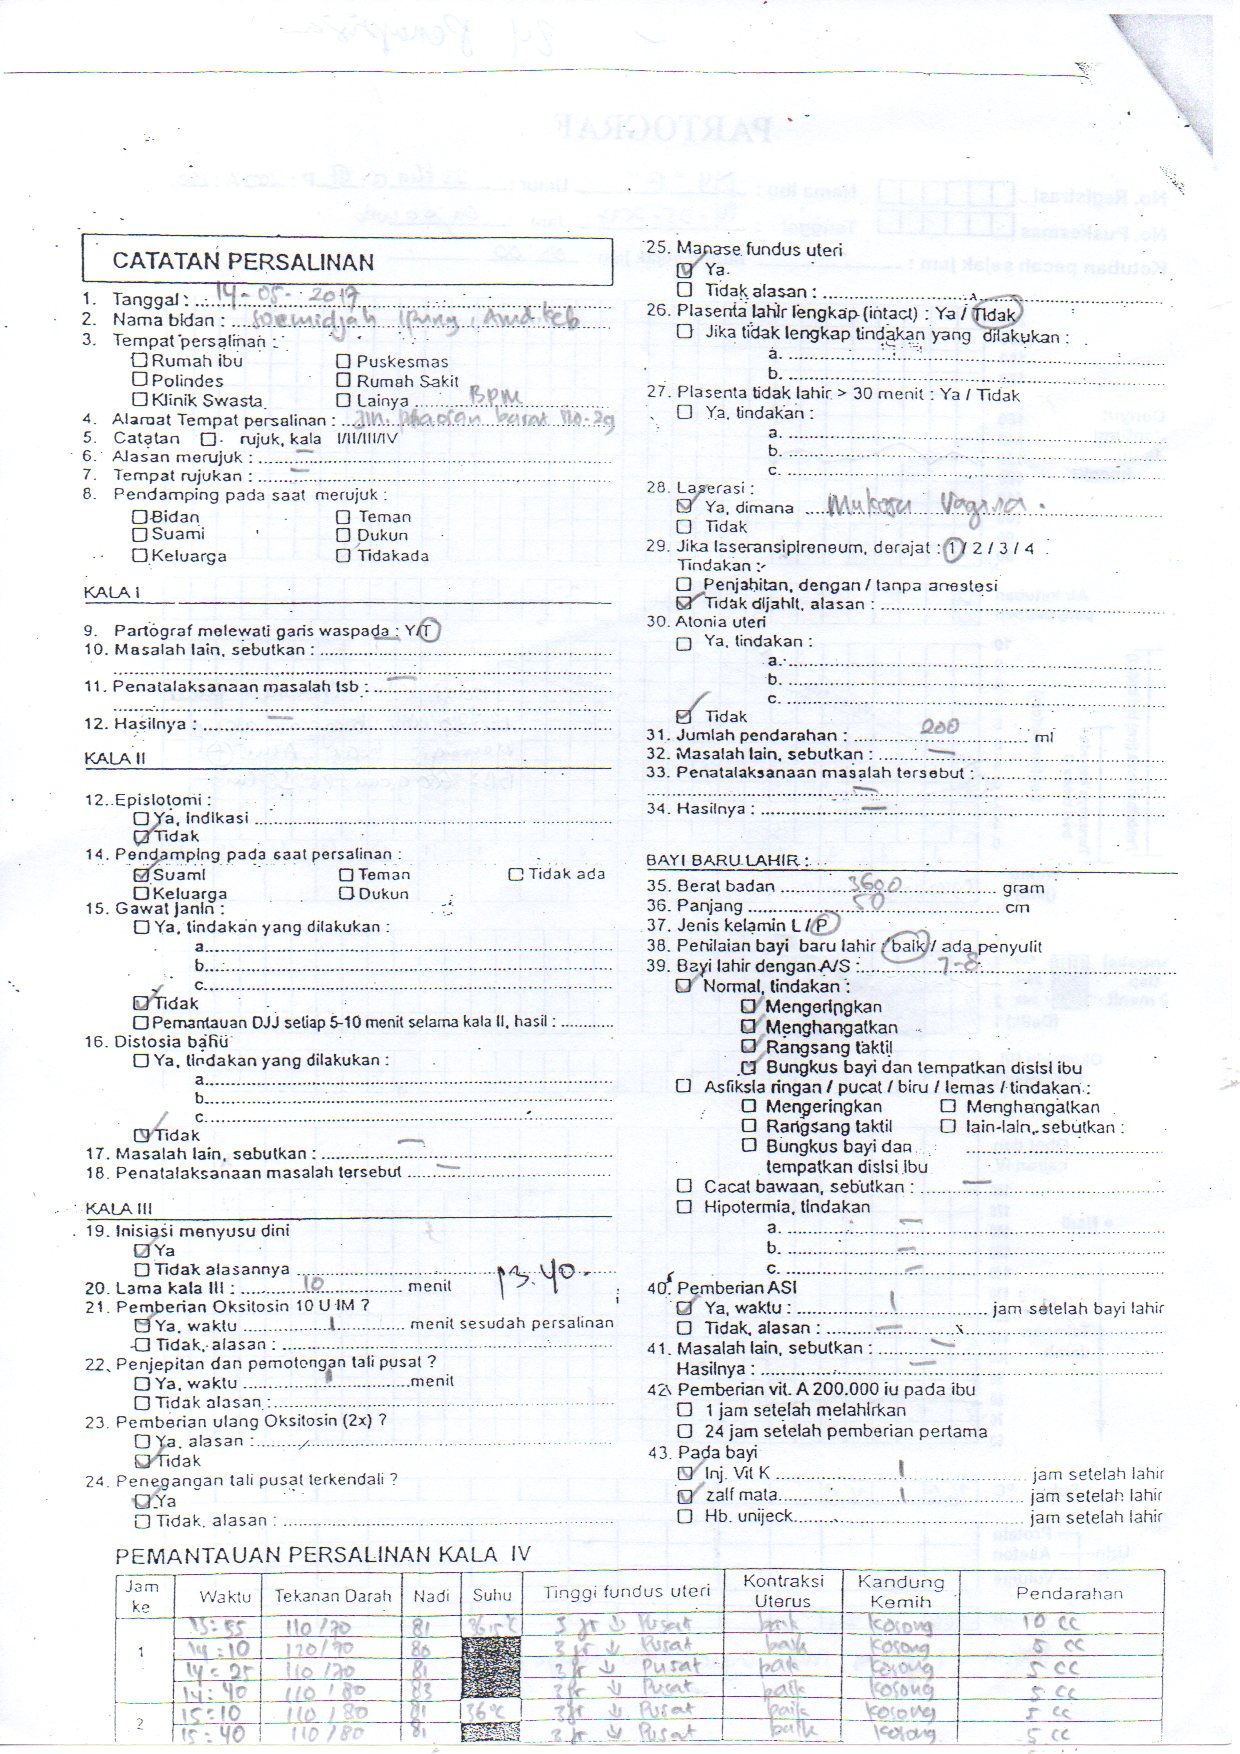 CATATAN PERSALINAN
1. Tanggal : 14-05-2017
2. Nama bidan : Soemidjah Ipung, Amd Keb
3. Tempat persalinan :
☐ Rumah ibu ☐ Puskesmas
☐ Polindes ☐ Rumah Sakit
☐ Klinik Swasta ☐ Lainya BPM
4. Alamat Tempat persalinan : barat No. 29
5. Catatan ☐ rujuk, kala I/II/III/IV
6. Alasan merujuk : —
7. Tempat rujukan : —
8. Pendamping pada saat merujuk :
☐ Bidan ☐ Teman
☐ Suami ☐ Dukun
☐ Keluarga ☐ Tidakada
KALA I
9. Partograf melewati garis waspada : Y/T
10. Masalah lain, sebutkan : —
11. Penatalaksanaan masalah tsb : —
12. Hasilnya : —
KALA II
12. Epislotomi :
☐ Ya, indikasi
☑ Tidak
14. Pendamping pada saat persalinan :
☑ Suami ☐ Teman ☐ Tidak ada
☐ Keluarga ☐ Dukun
15. Gawat janin :
☐ Ya, tindakan yang dilakukan :
a.
b.
c.
☑ Tidak
☐ Pemantauan DJJ setiap 5-10 menit selama kala II, hasil :
16. Distosia bahu
☐ Ya, tindakan yang dilakukan :
a.
b.
c.
☑ Tidak
17. Masalah lain, sebutkan : —
18. Penatalaksanaan masalah tersebut —
KALA III
19. Inisiasi menyusu dini
☑ Ya
☐ Tidak alasannya
20. Lama kala III : 10 menit 13.40.
21. Pemberian Oksitosin 10 U IM ?
☑ Ya, waktu 1 menit sesudah persalinan
☐ Tidak, alasan :
22. Penjepitan dan pemotongan tali pusat ?
☐ Ya, waktu 1 menit
☐ Tidak alasan :
23. Pemberian ulang Oksitosin (2x) ?
☐ Ya, alasan :
☑ Tidak
24. Penegangan tali pusat terkendali ?
☑ Ya
☐ Tidak, alasan :
25. Manase fundus uteri
☑ Ya.
☐ Tidak alasan :
26. Plasenta lahir lengkap (intact) : Ya / Tidak
☐ Jika tidak lengkap tindakan yang dilakukan :
a.
b.
27. Plasenta tidak lahir > 30 menit : Ya / Tidak
☐ Ya, tindakan :
a.
b.
c.
28. Laserasi :
☑ Ya, dimana Mukosa Vagina.
☐ Tidak
29. Jika laseransipireneum, derajat : 1 / 2 / 3 / 4
Tindakan :
☐ Penjahitan, dengan / tanpa anestesi
☑ Tidak dijahit, alasan :
30. Atonia uteri
☐ Ya, tindakan :
a.
b.
c.
☑ Tidak
31. Jumlah pendarahan : 200 ml
32. Masalah lain, sebutkan : —
33. Penatalaksanaan masalah tersebut :
—
34. Hasilnya : —
BAYI BARU LAHIR :
35. Berat badan 3600 gram
36. Panjang 50 cm
37. Jenis kelamin L / P
38. Penilaian bayi baru lahir : baik / ada penyulit
39. Bayi lahir dengan A/S : 7-8
☑ Normal, tindakan :
☑ Mengeringkan
☑ Menghangatkan
☑ Rangsang taktil
☑ Bungkus bayi dan tempatkan disisi ibu
☐ Asfiksia ringan / pucat / biru / lemas / tindakan :
☐ Mengeringkan ☐ Menghangatkan
☐ Rangsang taktil ☐ lain-lain, sebutkan :
☐ Bungkus bayi dan
tempatkan disisi ibu
☐ Cacat bawaan, sebutkan : —
☐ Hipotermia, tindakan
a. —
b. —
c. —
40. Pemberian ASI
☑ Ya, waktu : 1 jam setelah bayi lahir
☐ Tidak, alasan : —
41. Masalah lain, sebutkan : —
Hasilnya : —
42. Pemberian vit. A 200.000 iu pada ibu
☐ 1 jam setelah melahirkan
☐ 24 jam setelah pemberian pertama
43. Pada bayi
☑ Inj. Vit K 1 jam setelah lahir
☑ zalf mata 1 jam setelah lahir
☐ Hb. unijeck jam setelah lahir
PEMANTAUAN PERSALINAN KALA IV
Jam ke Waktu Tekanan Darah Nadi Suhu Tinggi fundus uteri Kontraksi Uterus Kandung Kemih Pendarahan
1 13:55 110/70 81 36,5°C 3 jr ↓ Pusat baik Kosong 10 cc
14:10 120/90 80 3 jr ↓ Pusat baik Kosong 5 cc
14:25 110/70 81 3 jr ↓ Pusat baik Kosong 5 cc
14:40 110/80 83 3 jr ↓ Pusat baik Kosong 5 cc
2 15:10 110/80 81 36°C 3 jr ↓ Pusat baik Kosong 5 cc
15:40 110/80 81 3 jr ↓ Pusat baik Kosong 5 cc